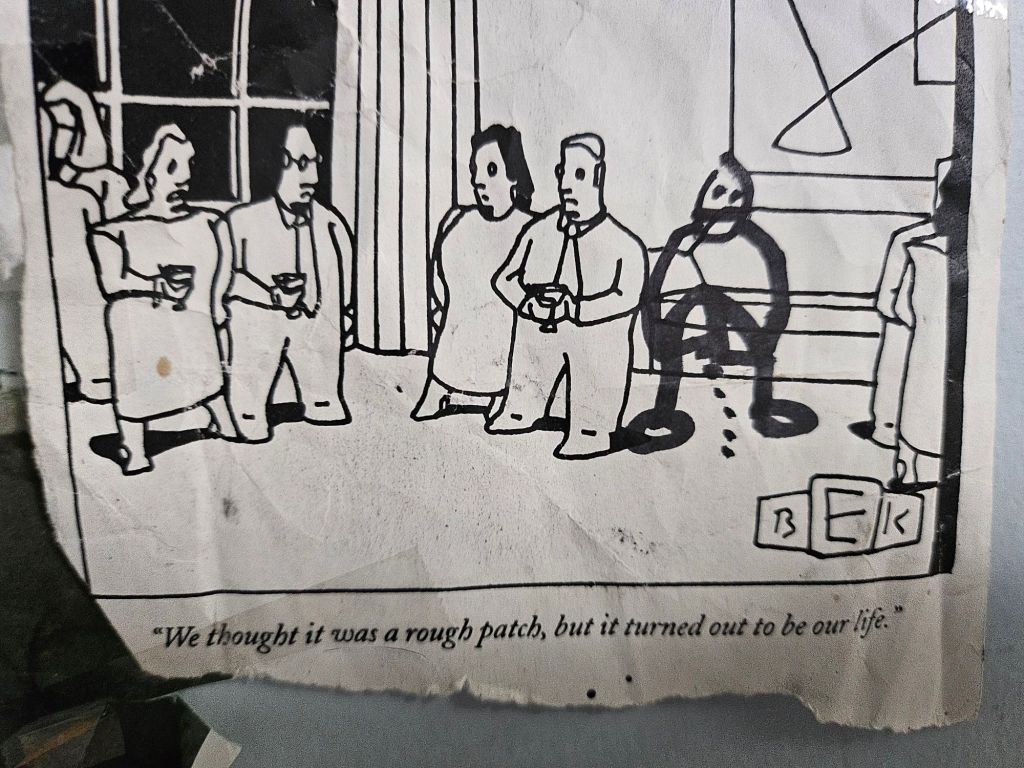 BEK
“We thought it was a rough patch, but it turned out to be our life.”